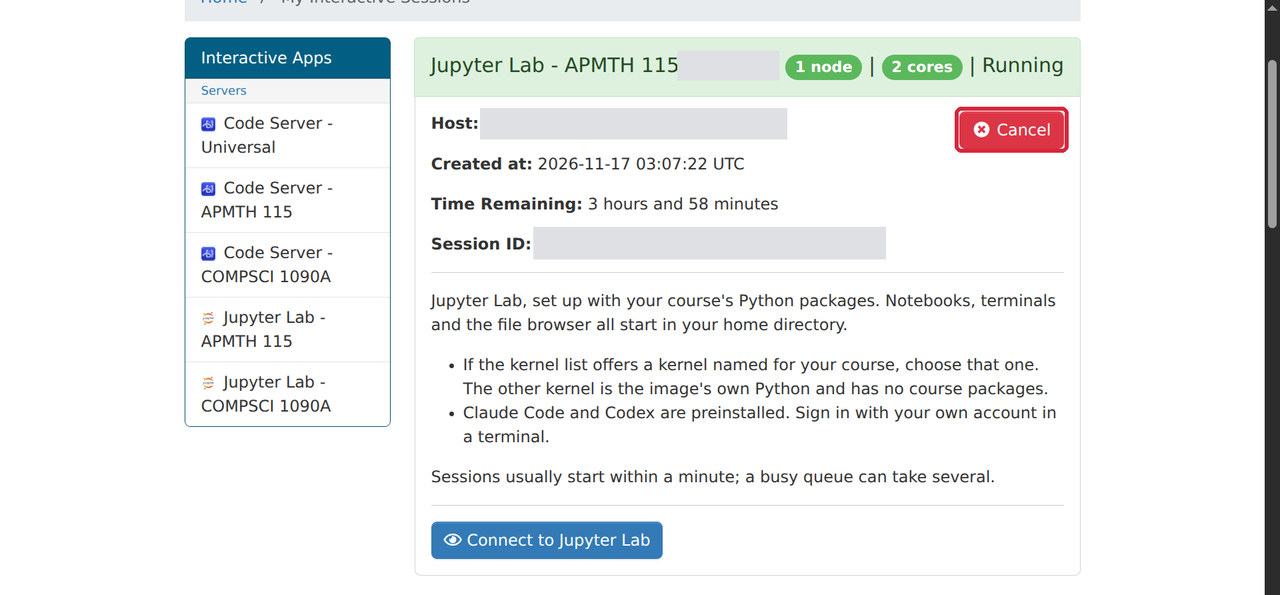 Home / My Interactive Sessions
Interactive Apps
Servers
Code Server -
Universal
Code Server -
APMTH 115
Code Server -
COMPSCI 1090A
Jupyter Lab -
APMTH 115
Jupyter Lab -
COMPSCI 1090A
Jupyter Lab - APMTH 115 1 node | 2 cores | Running
Host:
Cancel
Created at: 2026-11-17 03:07:22 UTC
Time Remaining: 3 hours and 58 minutes
Session ID:
Jupyter Lab, set up with your course's Python packages. Notebooks, terminals
and the file browser all start in your home directory.
• If the kernel list offers a kernel named for your course, choose that one.
The other kernel is the image's own Python and has no course packages.
• Claude Code and Codex are preinstalled. Sign in with your own account in
a terminal.
Sessions usually start within a minute; a busy queue can take several.
Connect to Jupyter Lab